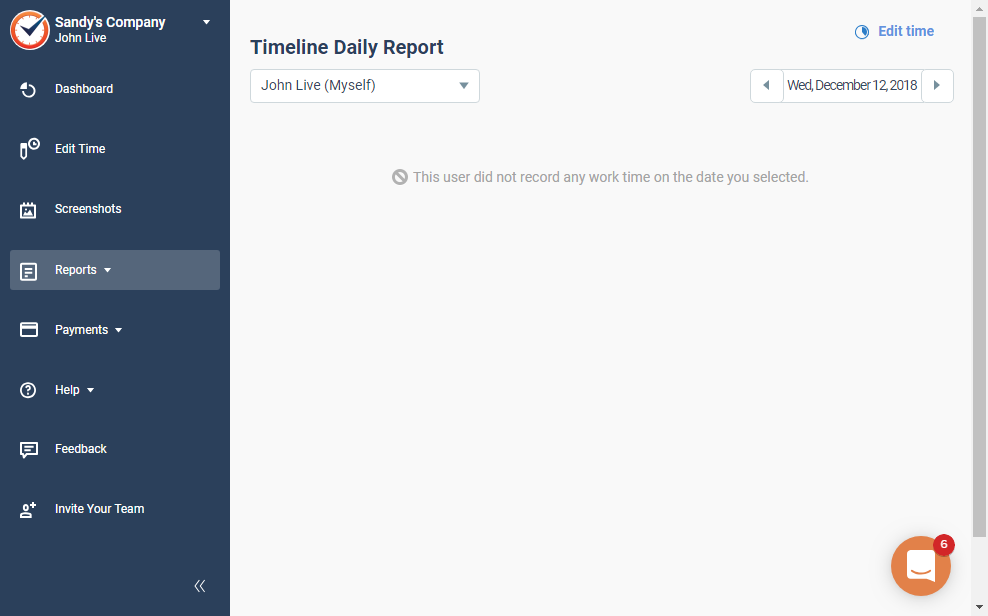 Sandy's Company
John Live
Dashboard
Edit Time
Screenshots
Reports
Payments
Help
Feedback
Invite Your Team
Edit time
Timeline Daily Report
John Live (Myself)
Wed, December 12, 2018
This user did not record any work time on the date you selected.
6